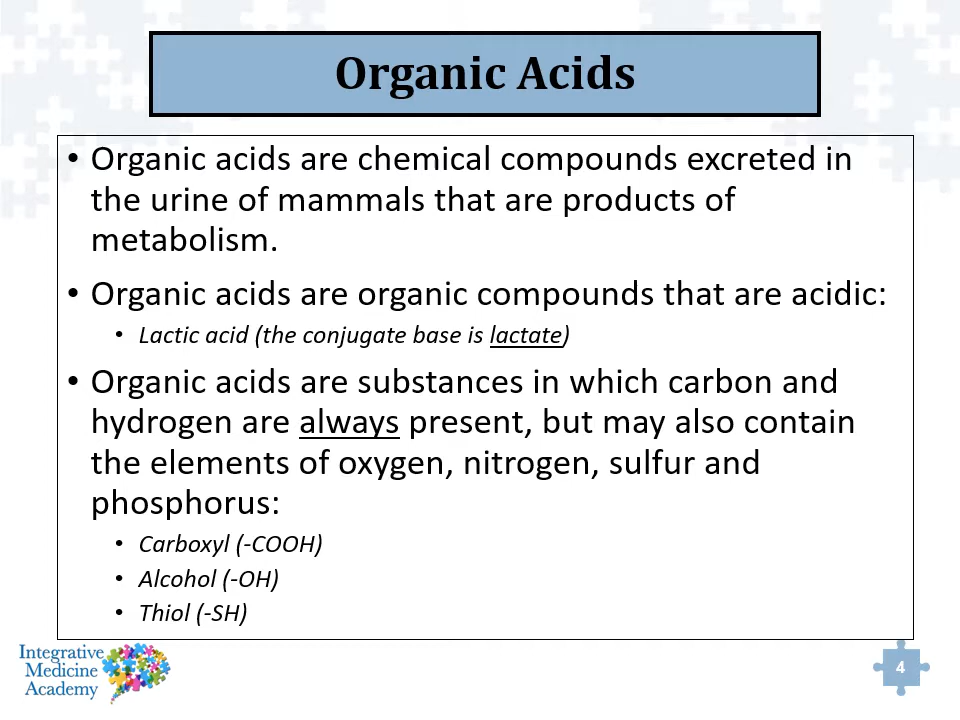 Organic Acids
• Organic acids are chemical compounds excreted in
the urine of mammals that are products of
metabolism.
• Organic acids are organic compounds that are acidic:
• Lactic acid (the conjugate base is lactate)
• Organic acids are substances in which carbon and
hydrogen are always present, but may also contain
the elements of oxygen, nitrogen, sulfur and
phosphorus:
• Carboxyl (-COOH)
• Alcohol (-OH)
• Thiol (-SH)
Integrative
Medicine
Academy
4